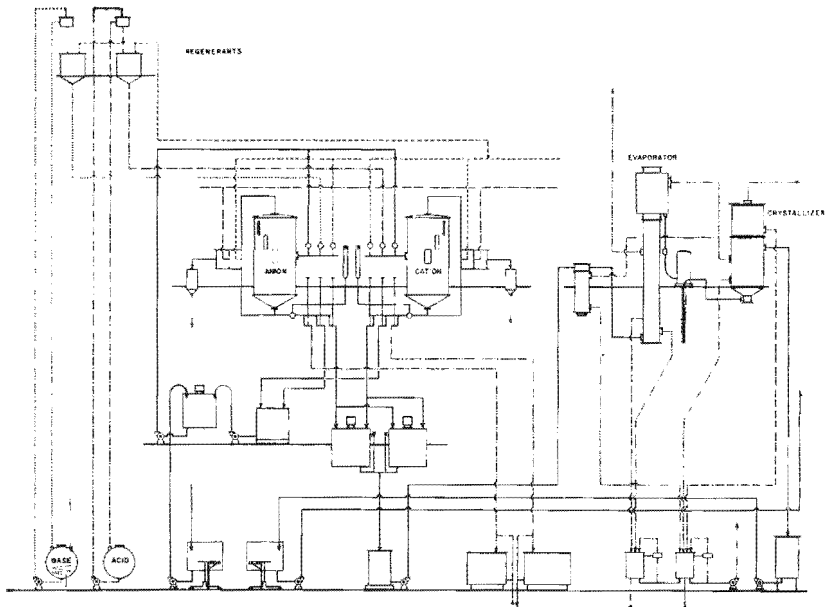 REGENERANTS
EVAPORATOR
CRYSTALLIZER
ANION
CATION
BASE
ACID